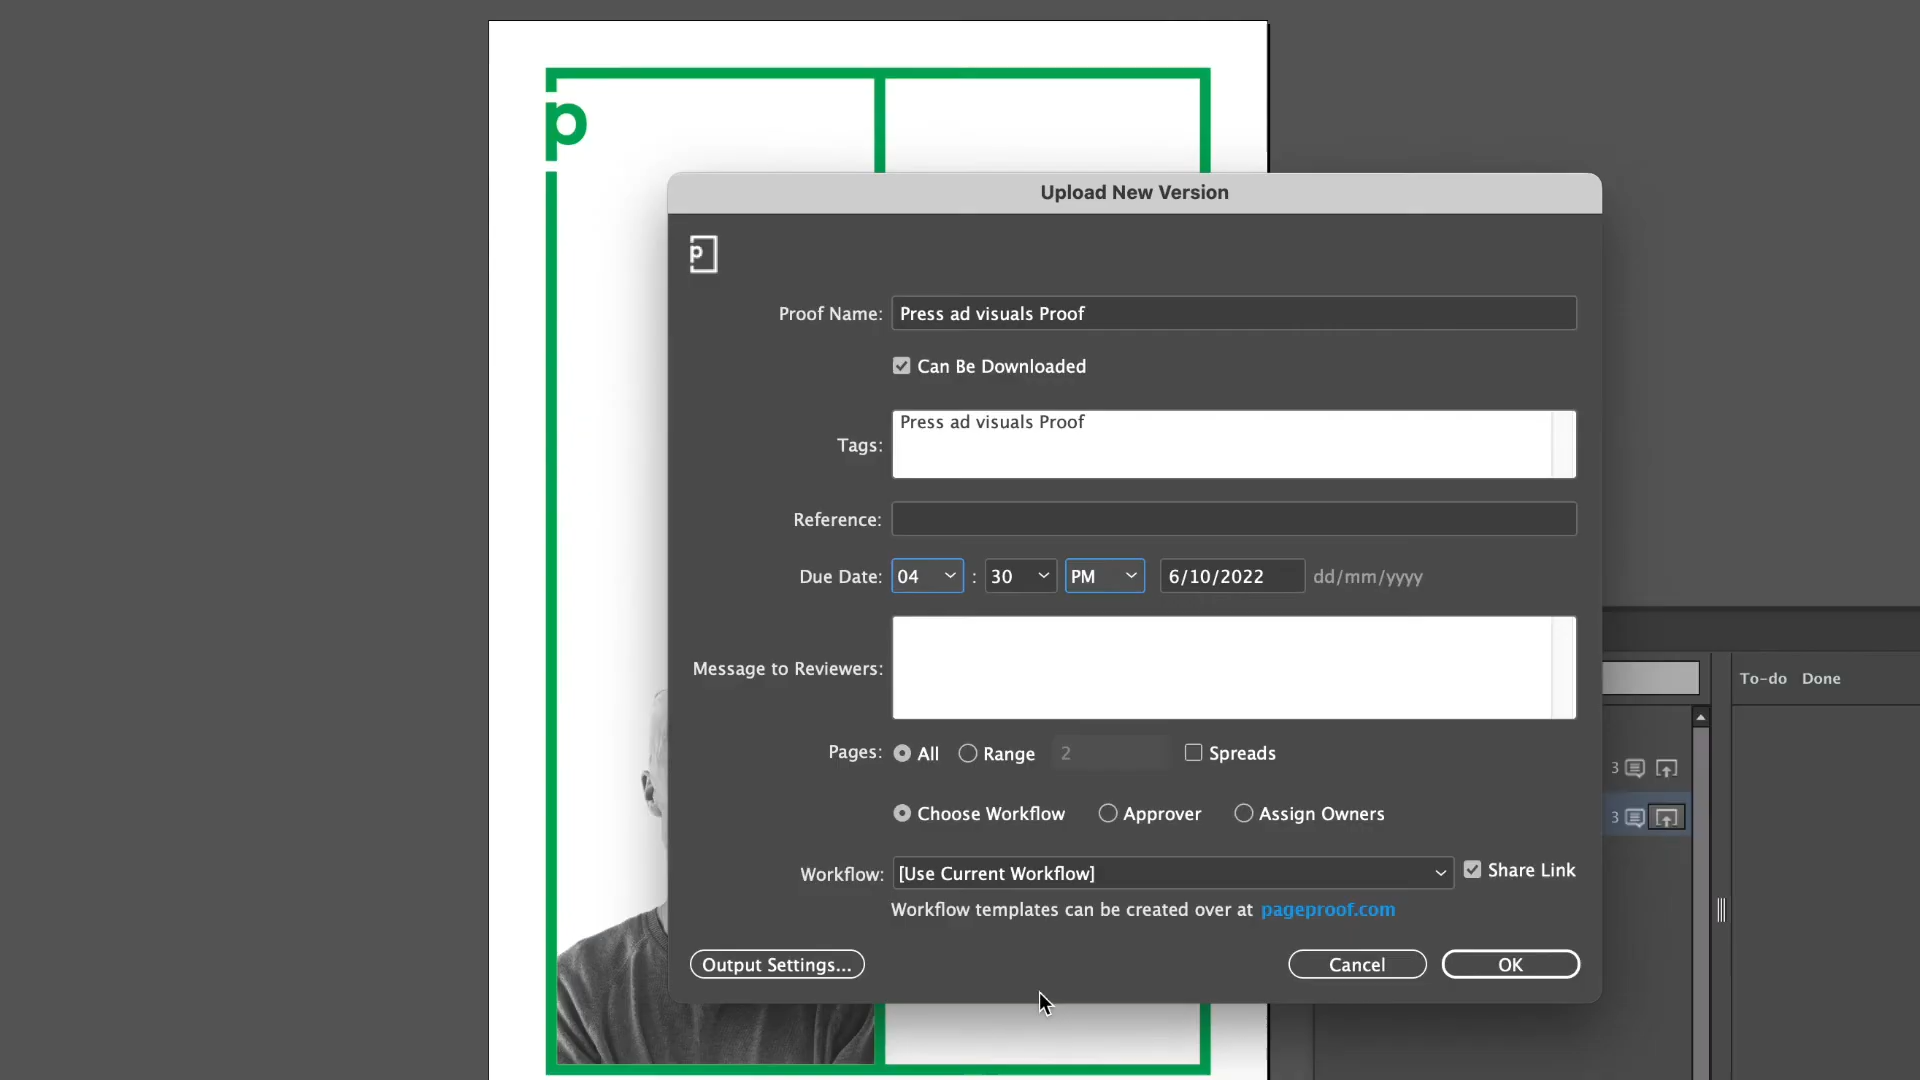 p
Upload New Version
p
Proof Name: Press ad visuals Proof
Can Be Downloaded
Tags: Press ad visuals Proof
Reference:
Due Date: 04 : 30 PM 6/10/2022 dd/mm/yyyy
Message to Reviewers:
To-do Done
Pages: All Range 2 Spreads
3
Choose Workflow Approver Assign Owners
3
Workflow: [Use Current Workflow] Share Link
Workflow templates can be created over at pageproof.com
Output Settings... Cancel OK